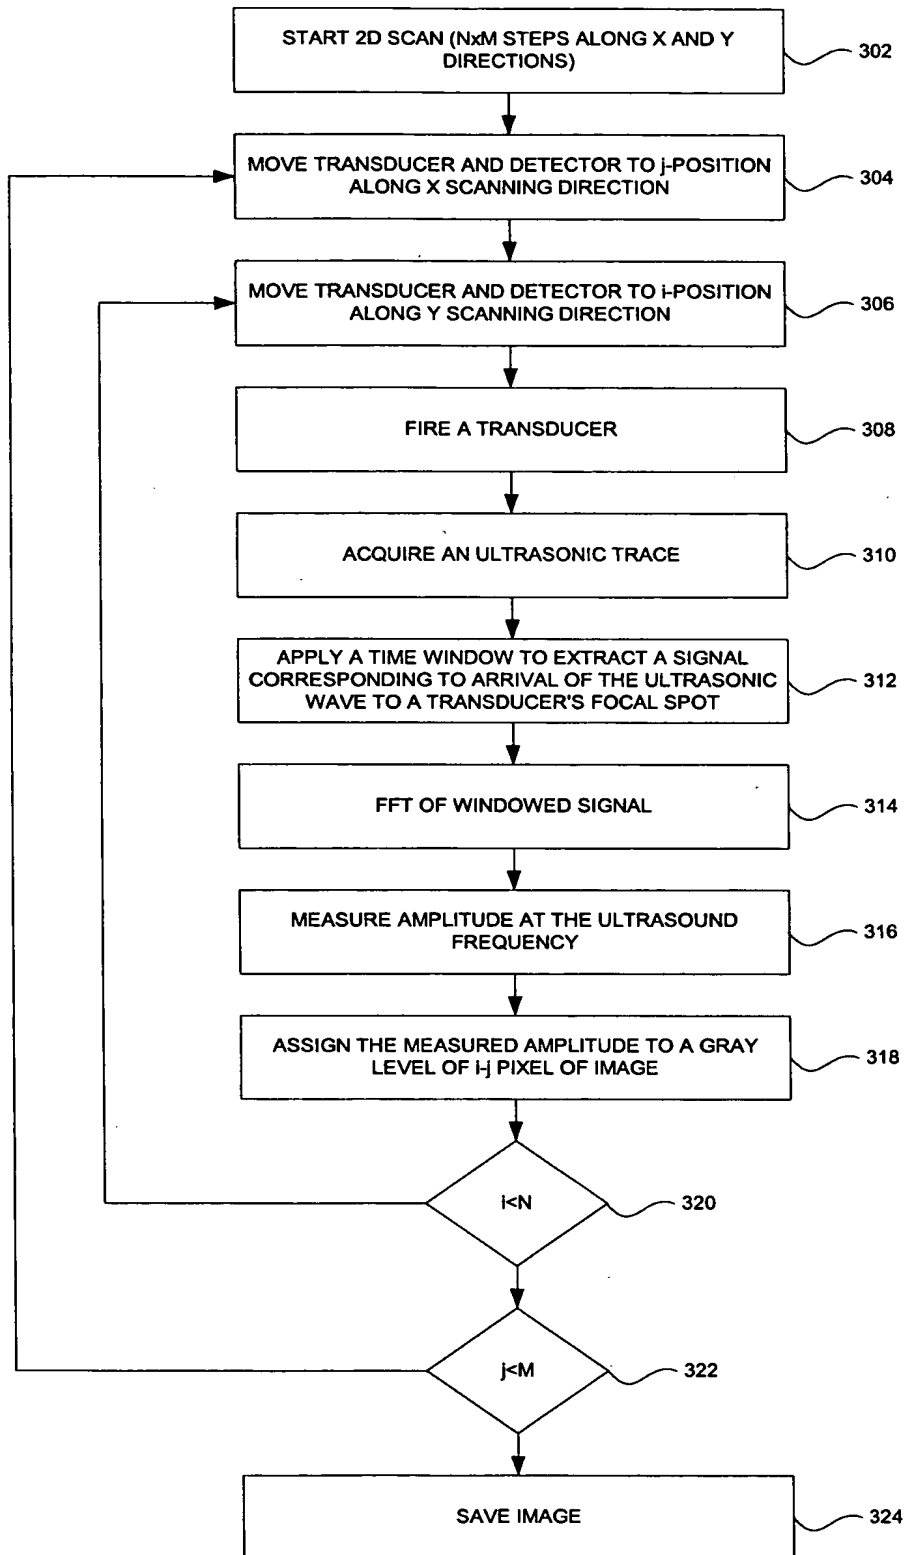 START 2D SCAN (NxM STEPS ALONG X AND Y
DIRECTIONS)
302
MOVE TRANSDUCER AND DETECTOR TO j-POSITION
ALONG X SCANNING DIRECTION
304
MOVE TRANSDUCER AND DETECTOR TO i-POSITION
ALONG Y SCANNING DIRECTION
306
FIRE A TRANSDUCER
308
ACQUIRE AN ULTRASONIC TRACE
310
APPLY A TIME WINDOW TO EXTRACT A SIGNAL
CORRESPONDING TO ARRIVAL OF THE ULTRASONIC
WAVE TO A TRANSDUCER'S FOCAL SPOT
312
FFT OF WINDOWED SIGNAL
314
MEASURE AMPLITUDE AT THE ULTRASOUND
FREQUENCY
316
ASSIGN THE MEASURED AMPLITUDE TO A GRAY
LEVEL OF i-j PIXEL OF IMAGE
318
i<N
320
j<M
322
SAVE IMAGE
324